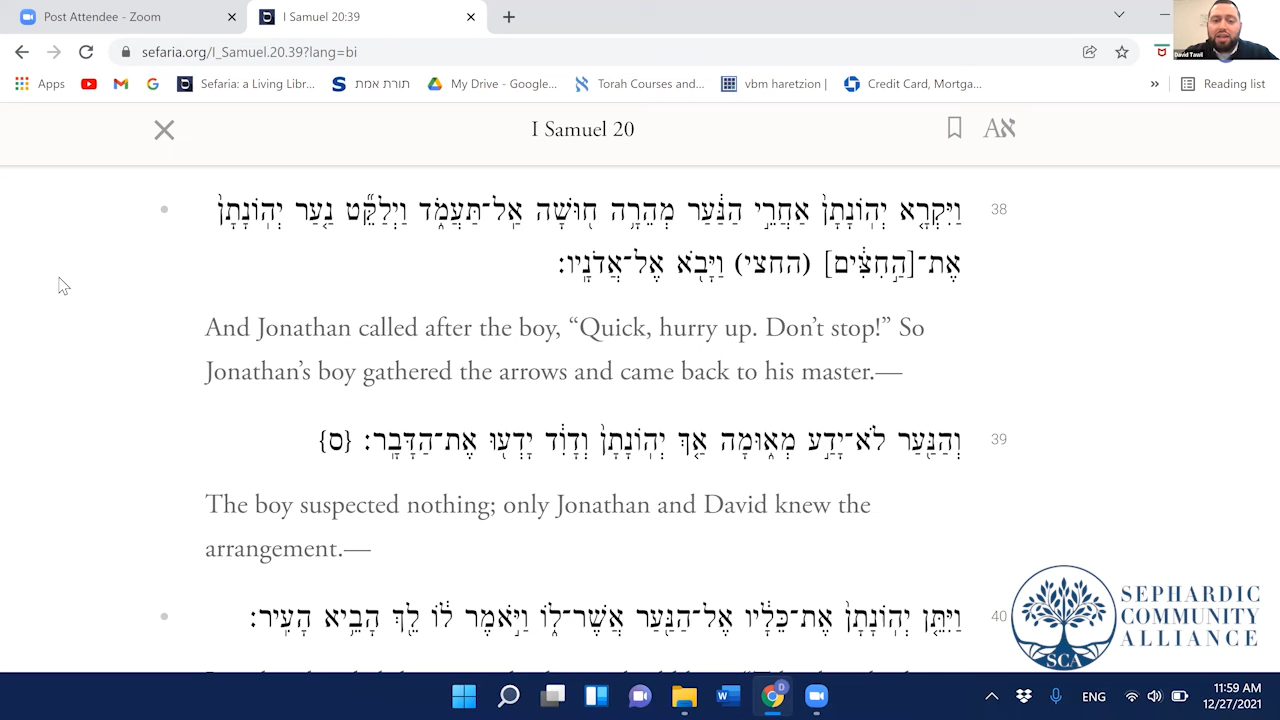 Post Attendee - Zoom
I Samuel 20:39
sefaria.org/I_Samuel.20.39?lang=bi
David Tawil
Apps
Sefaria: a Living Libr...
תורת אמת
My Drive - Google...
Torah Courses and...
vbm haretzion |
Credit Card, Mortga...
»
Reading list
I Samuel 20
Aא
38
וַיִּקְרָ֤א יְהֽוֹנָתָן֙ אַחֲרֵ֣י הַנַּ֔עַר מְהֵרָ֥ה ח֖וּשָׁה אַֽל־תַּעֲמֹ֑ד וַיְלַקֵּ֞ט נַ֤עַר יְהֽוֹנָתָן֙
אֶת־[הַ֣חִצִּ֔ים] (החצי) וַיָּבֹ֖א אֶל־אֲדֹנָֽיו׃
And Jonathan called after the boy, “Quick, hurry up. Don’t stop!” So
Jonathan’s boy gathered the arrows and came back to his master.—
39
וְהַנַּ֖עַר לֹא־יָדַ֣ע מְא֑וּמָה אַ֤ךְ יְהֽוֹנָתָן֙ וְדָוִ֔ד יָדְע֖וּ אֶת־הַדָּבָֽר׃ {ס}
The boy suspected nothing; only Jonathan and David knew the
arrangement.—
40
וַיִּתֵּ֤ן יְהֽוֹנָתָן֙ אֶת־כֵּלָ֔יו אֶל־הַנַּ֖עַר אֲשֶׁר־ל֑וֹ וַיֹּ֣אמֶר ל֔וֹ לֵ֖ךְ הָבֵ֥יא הָעִֽיר׃
SEPHARDIC
COMMUNITY
ALLIANCE
SCA
ENG
11:59 AM
12/27/2021